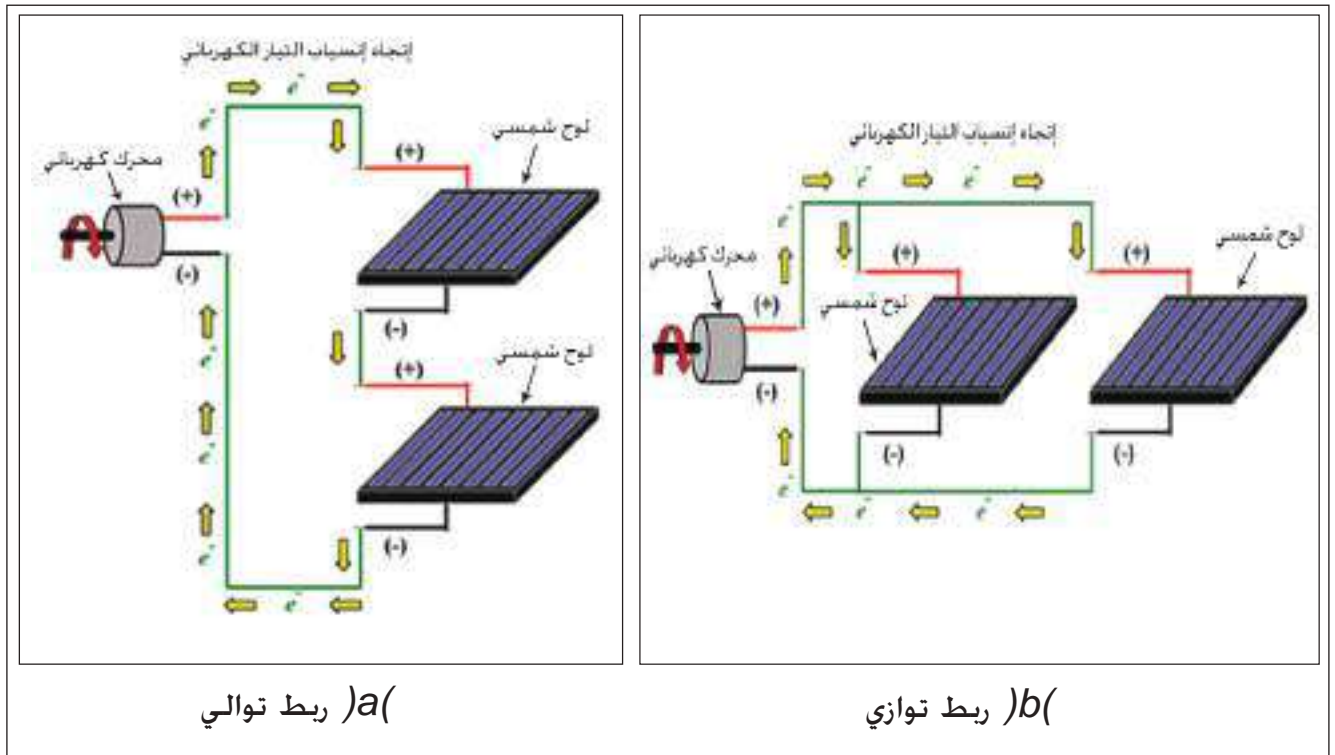 إتجاه إنسياب التيار الكهربائي
e⁻
e⁻
لوح شمسي
(+)
محرك كهربائي
(+)
(-)
(-)
لوح شمسي
(+)
e⁻
e⁻
(-)
e⁻
e⁻
)a( ربط توالي
إتجاه إنسياب التيار الكهربائي
e⁻ e⁻
e⁻
لوح شمسي
(+) (+)
محرك كهربائي
(+)
لوح شمسي
(-)
(-) (-)
e⁻
e⁻ e⁻
)b( ربط توازي